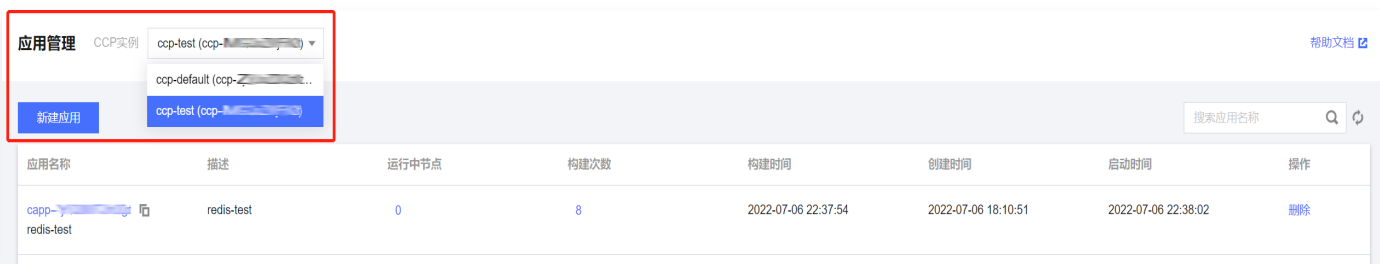 应用管理 CCP实例 ccp-test (ccp-
帮助文档
ccp-default (ccp-
ccp-test (ccp-
新建应用
搜索应用名称
应用名称 描述 运行中节点 构建次数 构建时间 创建时间 启动时间 操作
capp- redis-test 0 8 2022-07-06 22:37:54 2022-07-06 18:10:51 2022-07-06 22:38:02 删除
redis-test